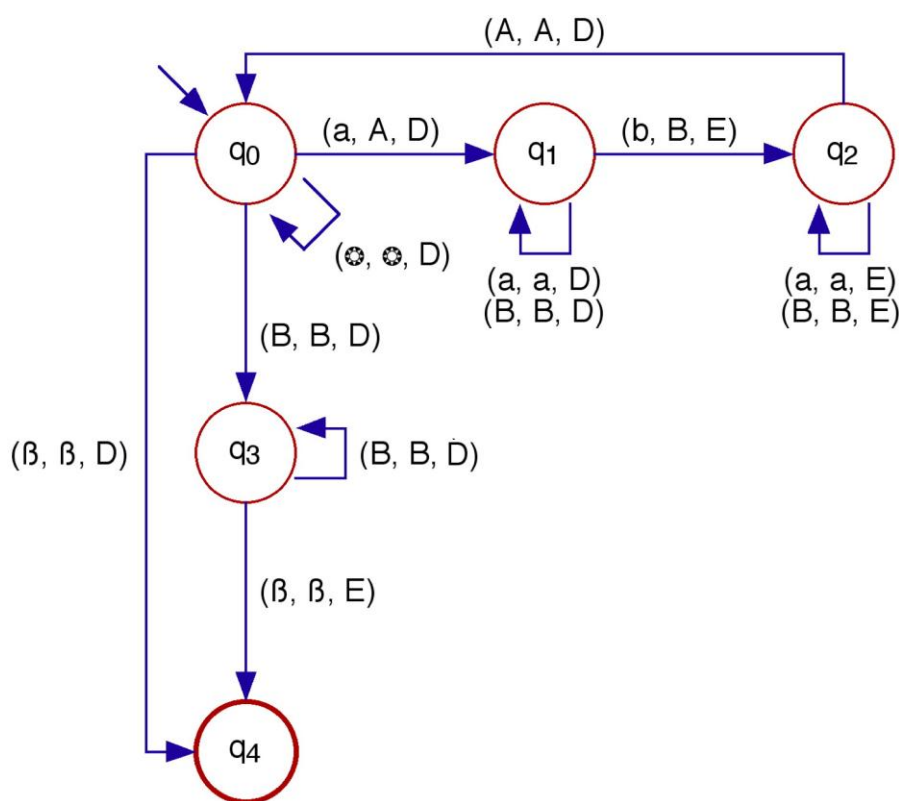 (A, A, D)
q0
(a, A, D)
q1
(b, B, E)
q2
(⊛, ⊛, D)
(a, a, D)
(B, B, D)
(a, a, E)
(B, B, E)
(B, B, D)
(ß, ß, D)
q3
(B, B, D)
(ß, ß, E)
q4